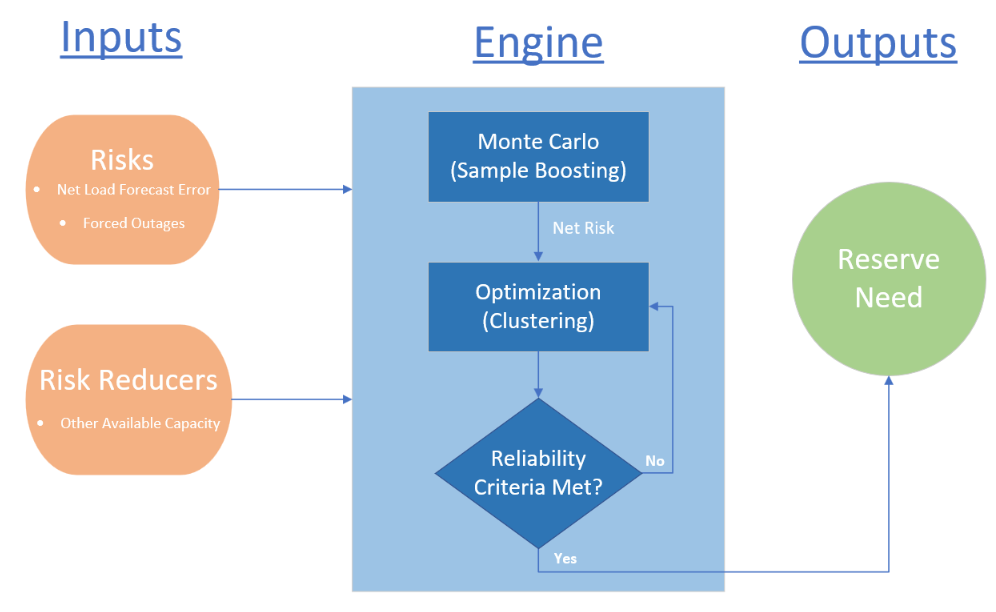 Inputs
Engine
Outputs
Risks
• Net Load Forecast Error
• Forced Outages
Risk Reducers
• Other Available Capacity
Monte Carlo
(Sample Boosting)
Net Risk
Optimization
(Clustering)
Reliability
Criteria Met?
No
Yes
Reserve
Need